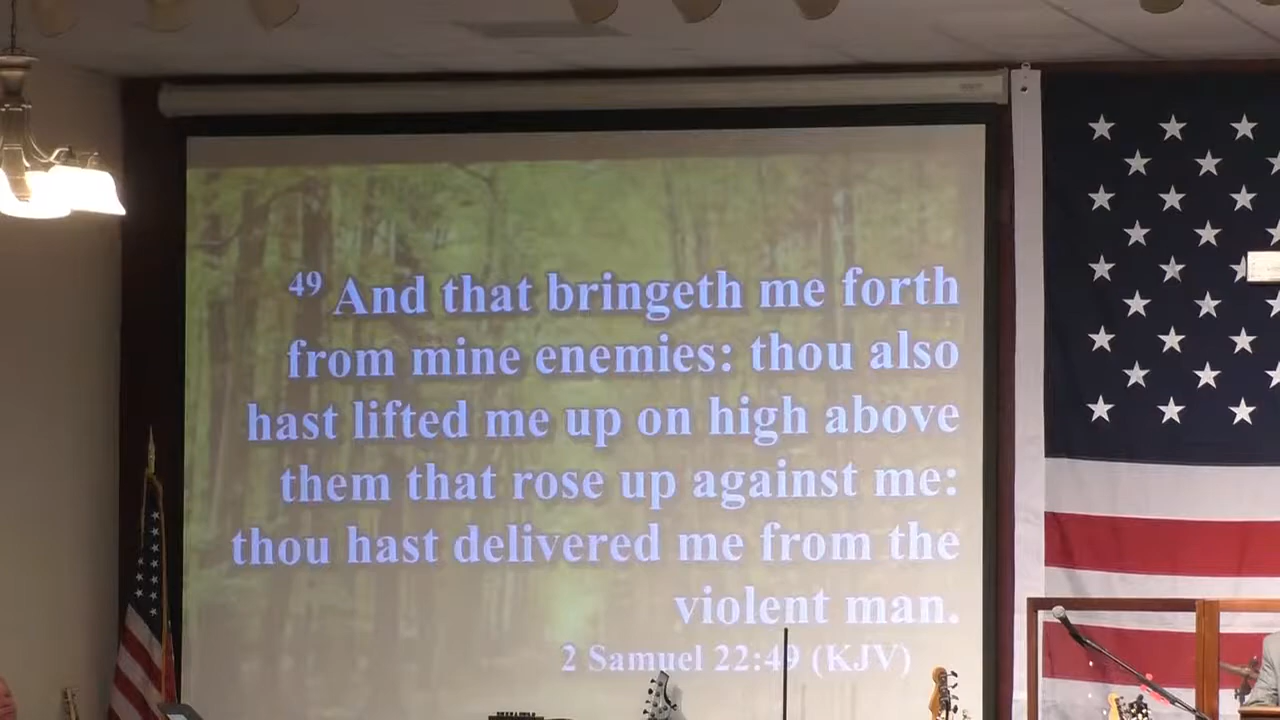 49 And that bringeth me forth
from mine enemies: thou also
hast lifted me up on high above
them that rose up against me:
thou hast delivered me from the
violent man.
2 Samuel 22:49 (KJV)